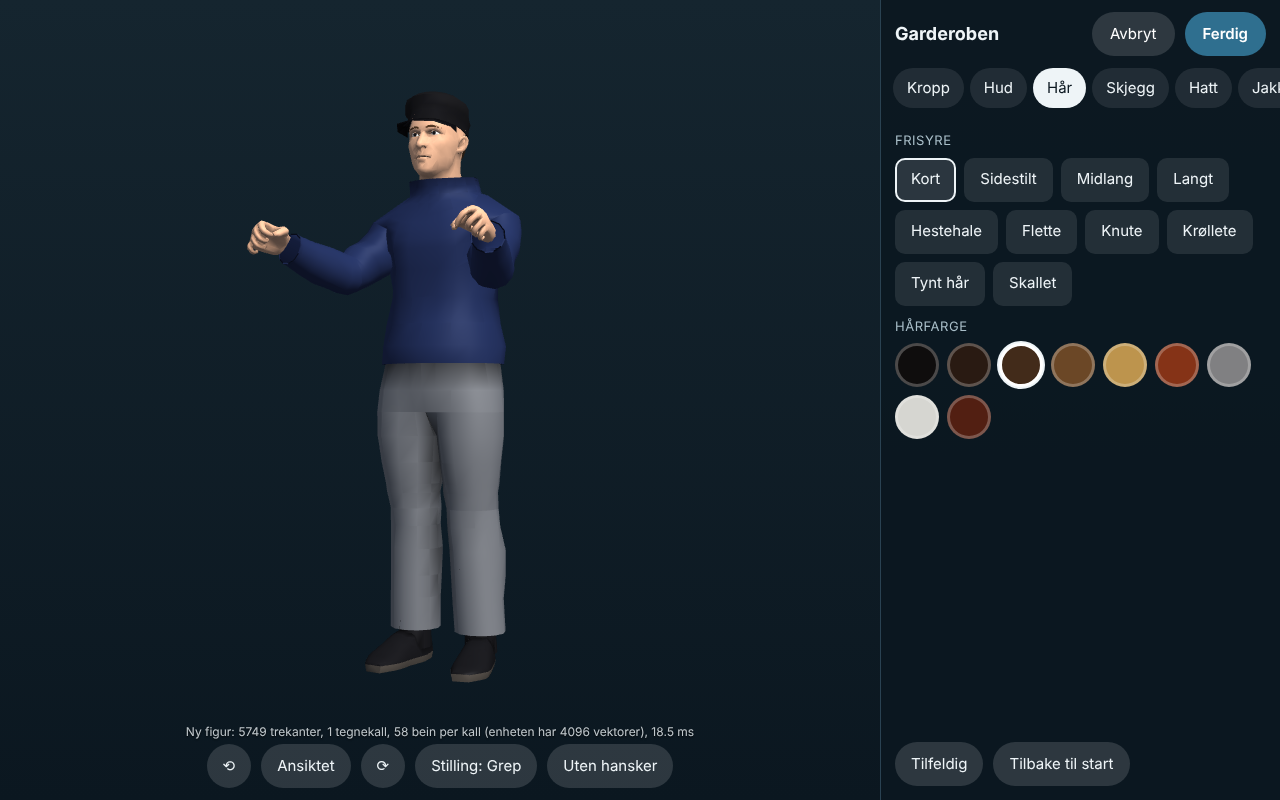 Garderoben
Avbryt
Ferdig
Kropp
Hud
Hår
Skjegg
Hatt
FRISYRE
Kort
Sidestilt
Midlang
Langt
Hestehale
Flette
Knute
Krøllete
Tynt hår
Skallet
HÅRFARGE
Ny figur: 5749 trekanter, 1 tegnekall, 58 bein per kall (enheten har 4096 vektorer), 18.5 ms
⟲
Ansiktet
⟳
Stilling: Grep
Uten hansker
Tilfeldig
Tilbake til start